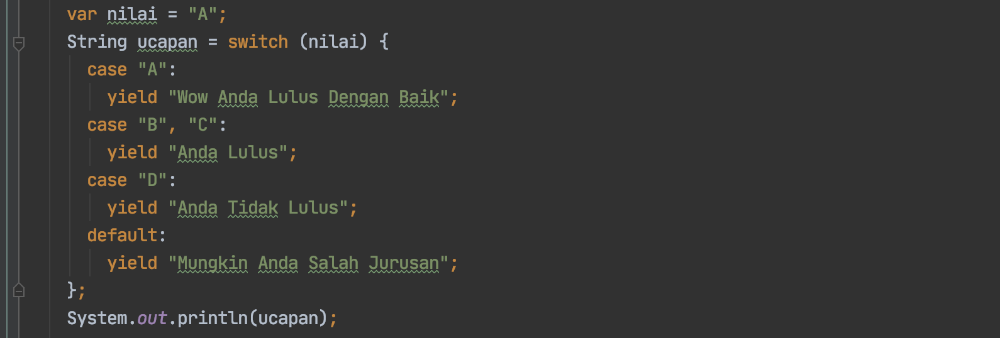 var nilai = "A";
String ucapan = switch (nilai) {
  case "A":
    yield "Wow Anda Lulus Dengan Baik";
  case "B", "C":
    yield "Anda Lulus";
  case "D":
    yield "Anda Tidak Lulus";
  default:
    yield "Mungkin Anda Salah Jurusan";
};
System.out.println(ucapan);